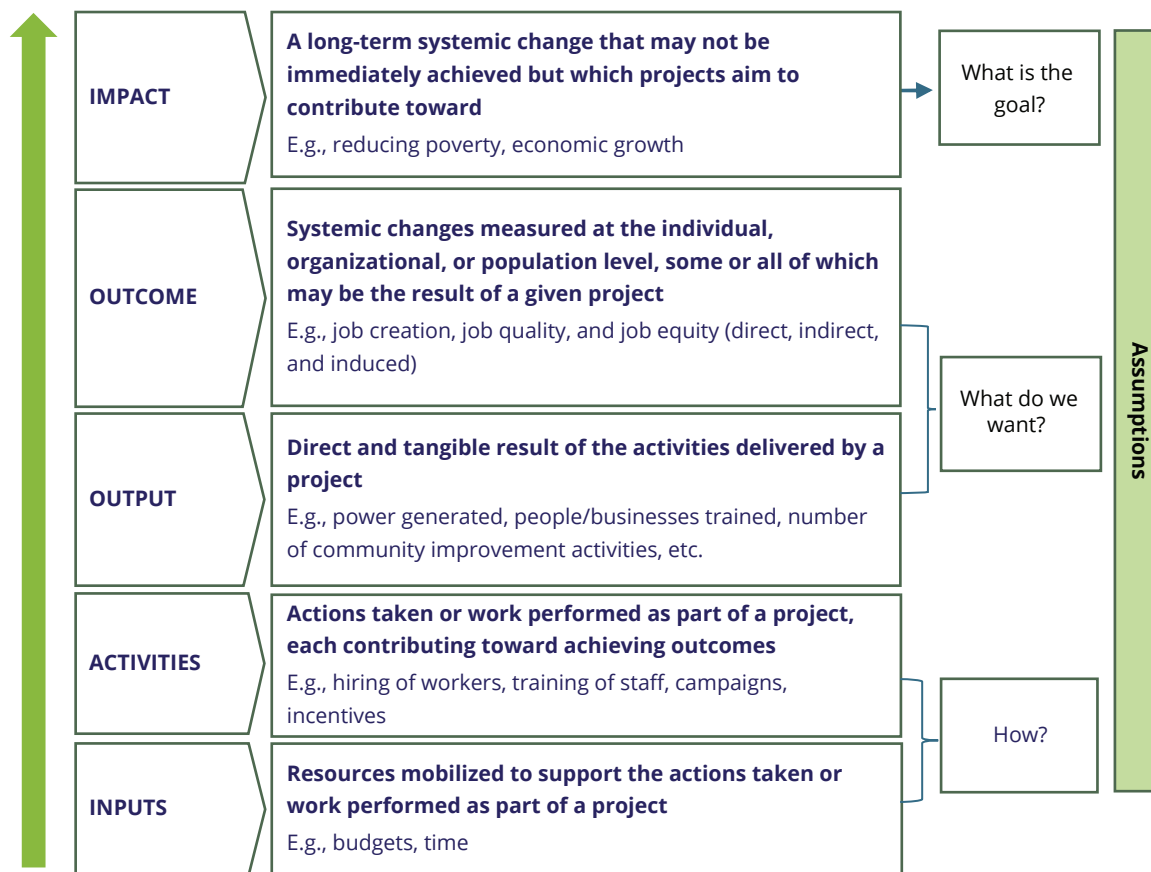 IMPACT
A long-term systemic change that may not be
immediately achieved but which projects aim to
contribute toward
E.g., reducing poverty, economic growth
What is the
goal?
OUTCOME
Systemic changes measured at the individual,
organizational, or population level, some or all of which
may be the result of a given project
E.g., job creation, job quality, and job equity (direct, indirect,
and induced)
What do we
want?
OUTPUT
Direct and tangible result of the activities delivered by a
project
E.g., power generated, people/businesses trained, number
of community improvement activities, etc.
ACTIVITIES
Actions taken or work performed as part of a project,
each contributing toward achieving outcomes
E.g., hiring of workers, training of staff, campaigns,
incentives
How?
INPUTS
Resources mobilized to support the actions taken or
work performed as part of a project
E.g., budgets, time
Assumptions